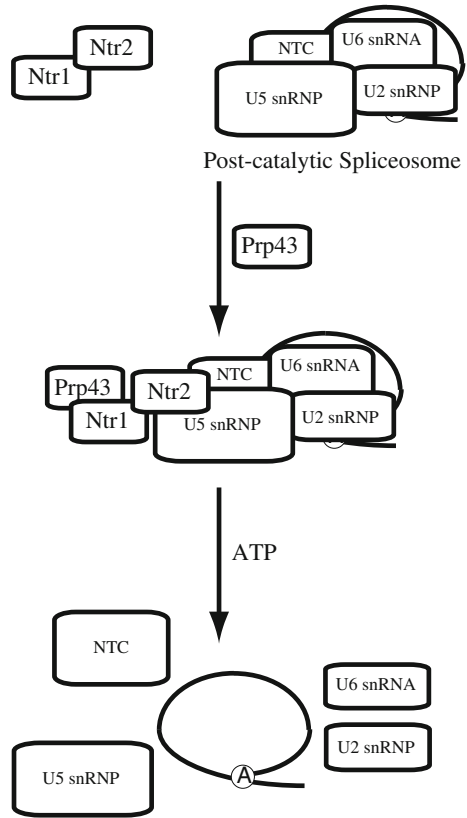 Ntr2
Ntr1
U6 snRNA
NTC
U5 snRNP
U2 snRNP
Post-catalytic Spliceosome
Prp43
U6 snRNA
NTC
Prp43
Ntr2
Ntr1
U5 snRNP
U2 snRNP
ATP
NTC
U6 snRNA
U2 snRNP
U5 snRNP
A